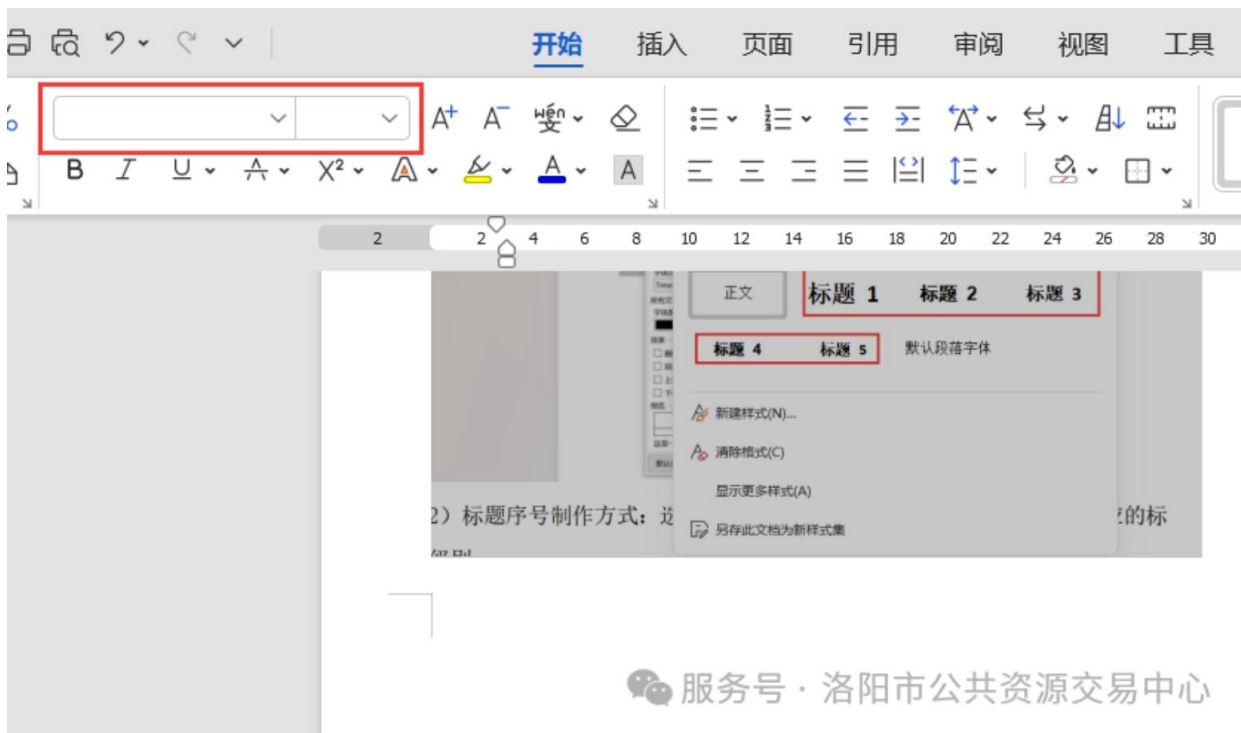 开始 插入 页面 引用 审阅 视图 工具
A+ A- wén 文
B I U A X² A A A
2 2 4 6 8 10 12 14 16 18 20 22 24 26 28 30
正文 标题 1 标题 2 标题 3
标题 4 标题 5 默认段落字体
新建样式(N)...
清除格式(C)
显示更多样式(A)
2）标题序号制作方式：选
的标
另存此文档为新样式集
服务号 · 洛阳市公共资源交易中心